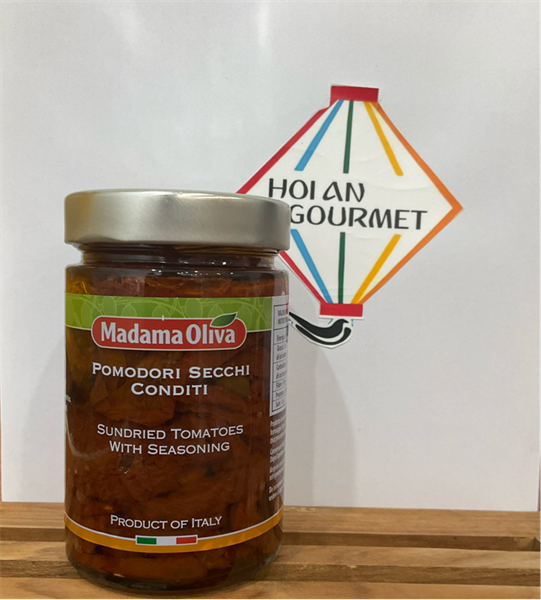 HOI AN
GOURMET
Madama Oliva
POMODORI SECCHI
CONDITI
SUNDRIED TOMATOES
WITH SEASONING
PRODUCT OF ITALY